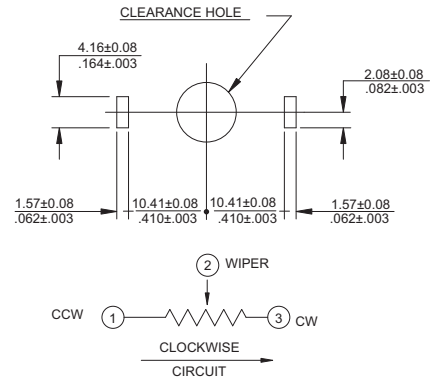 CLEARANCE HOLE
4.16±0.08
.164±.003
2.08±0.08
.082±.003
1.57±0.08
.062±.003
10.41±0.08
.410±.003
10.41±0.08
.410±.003
1.57±0.08
.062±.003
2 WIPER
CCW 1 3 CW
CLOCKWISE
CIRCUIT